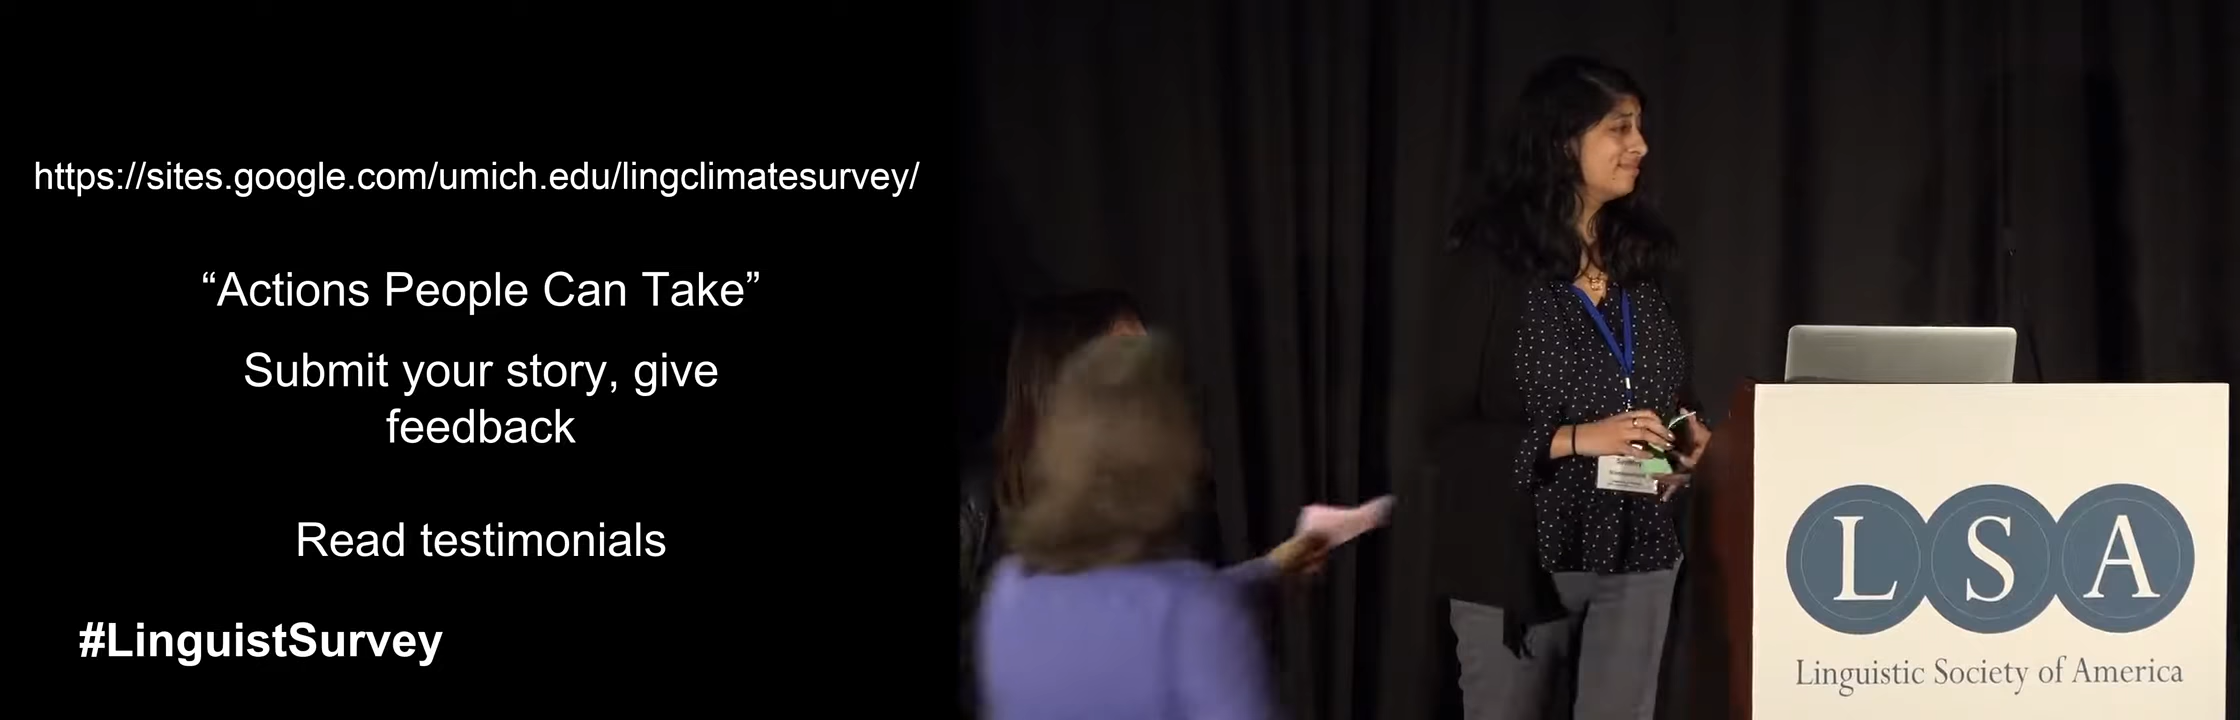 https://sites.google.com/umich.edu/lingclimatesurvey/
“Actions People Can Take”
Submit your story, give
feedback
Read testimonials
#LinguistSurvey
LSA
Linguistic Society of America